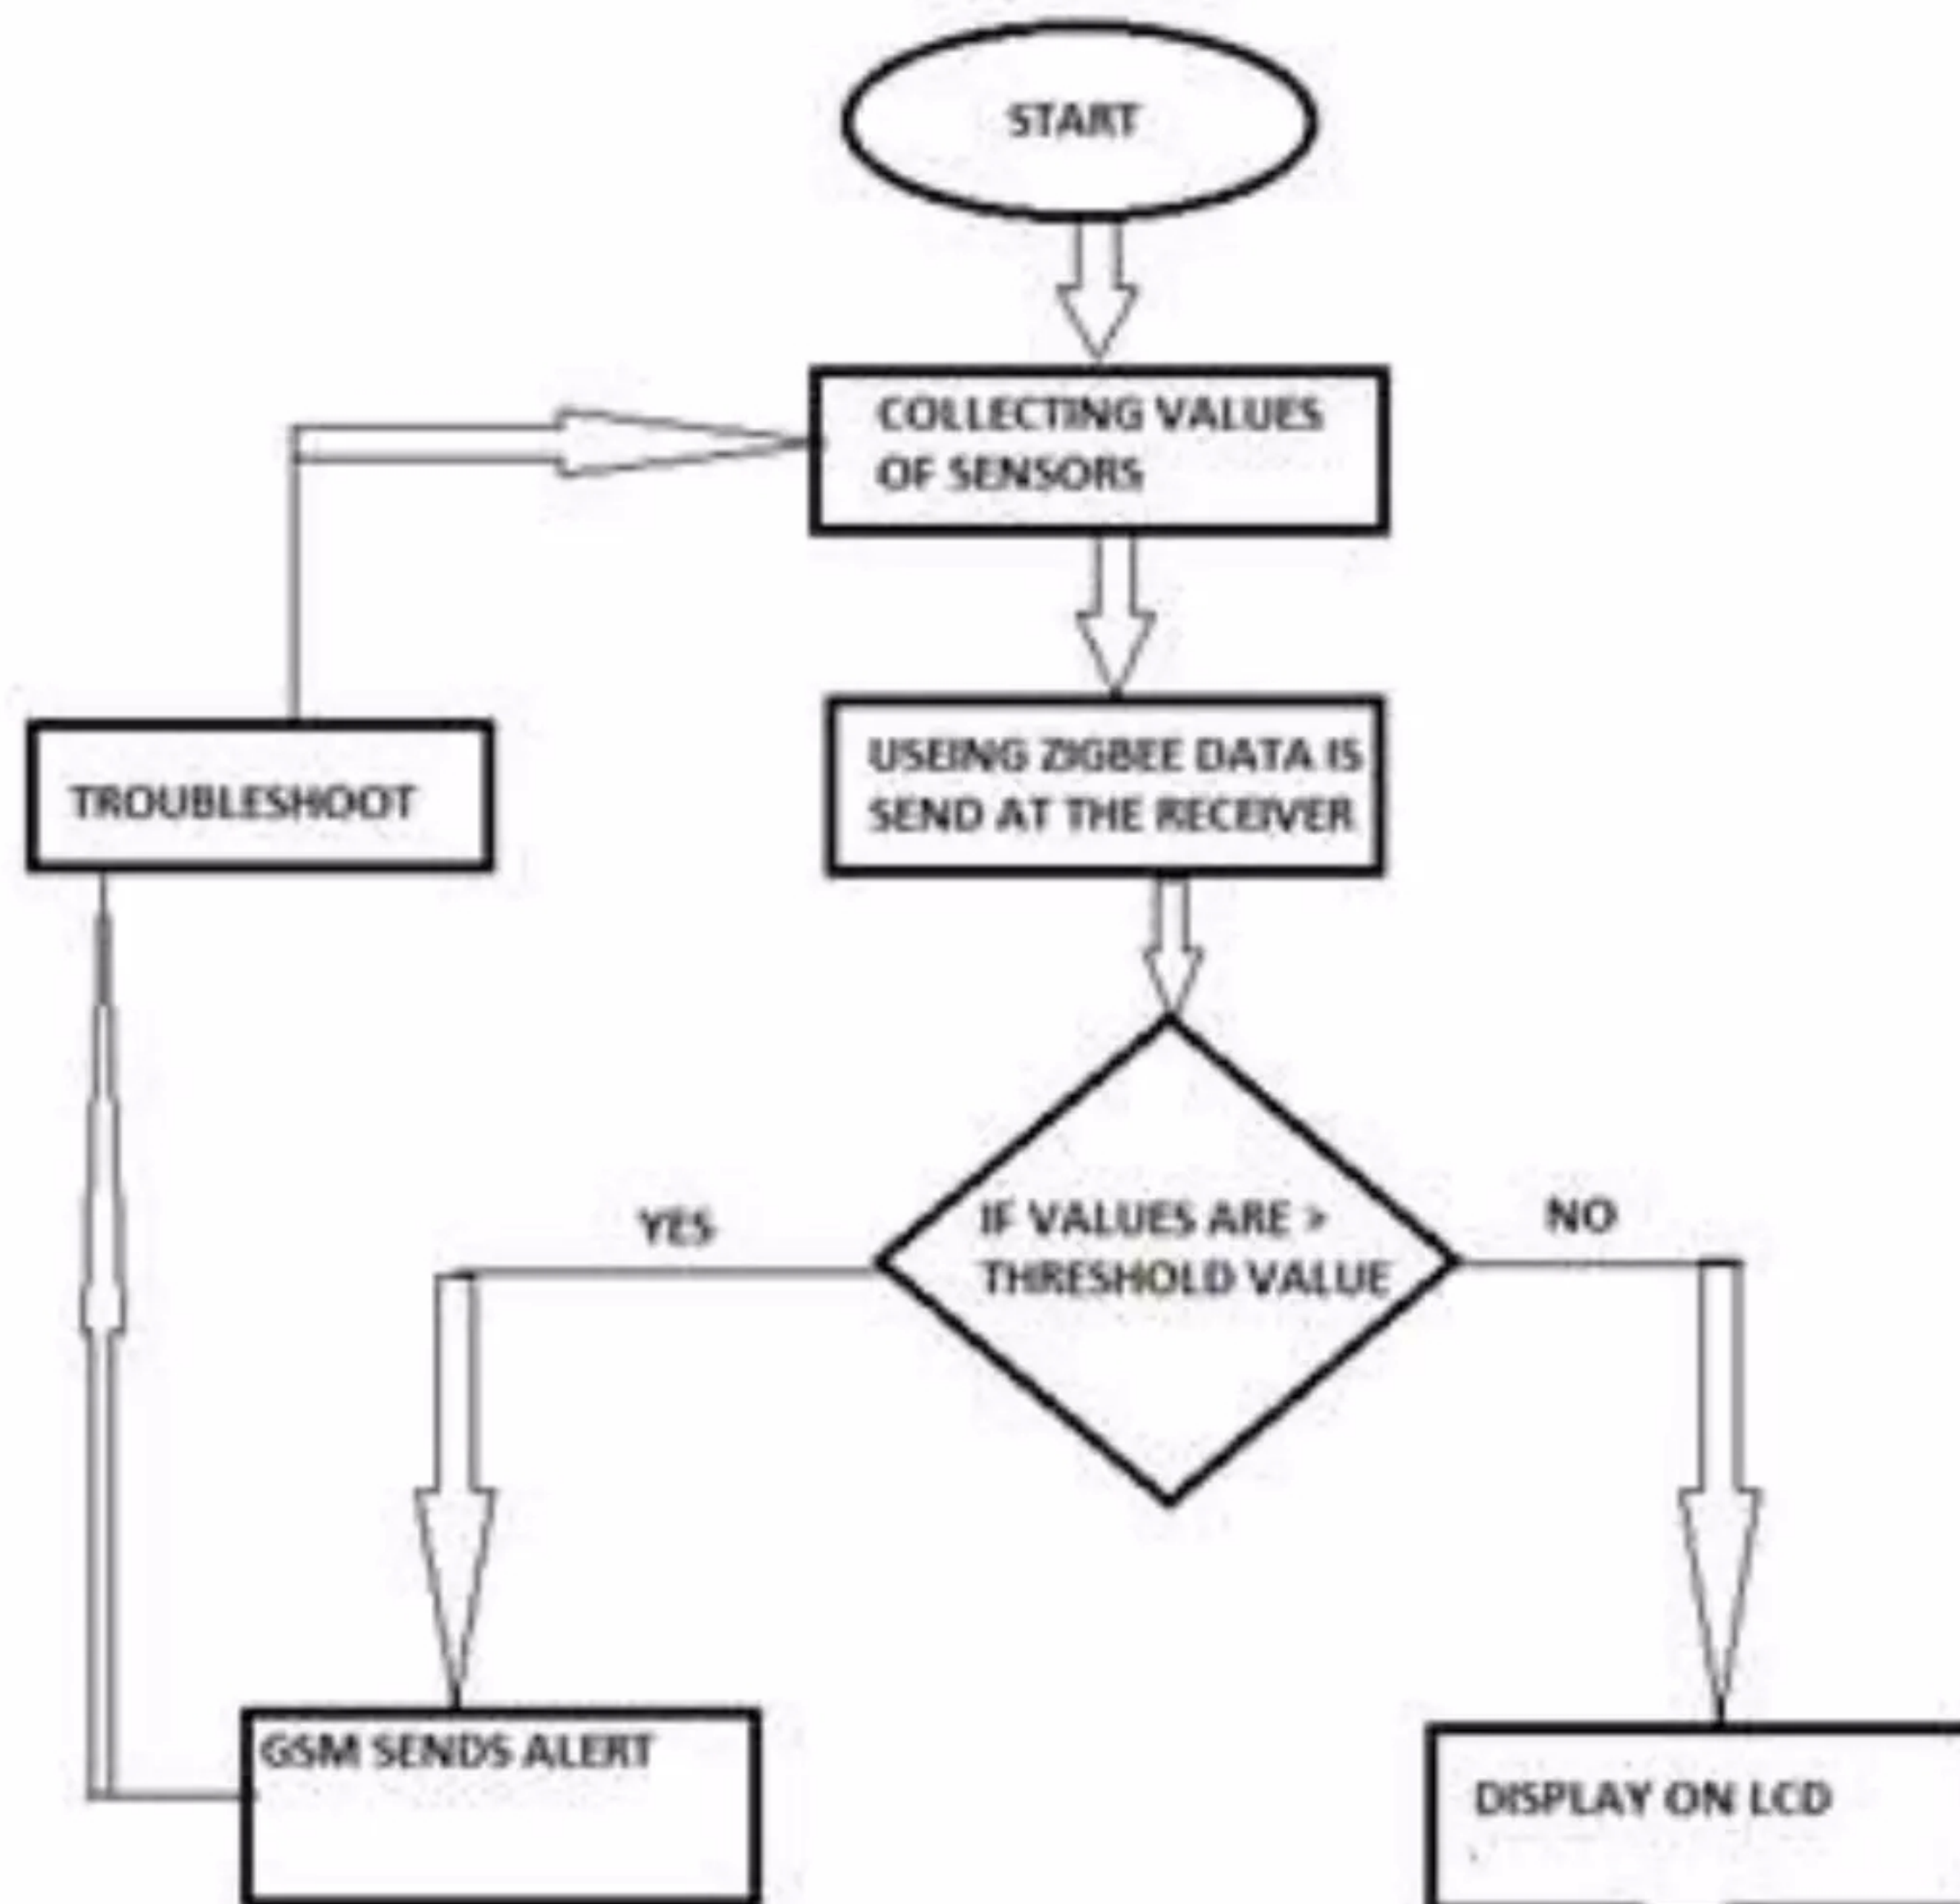 START
COLLECTING VALUES
OF SENSORS
TROUBLESHOOT
USEING ZIGBEE DATA IS
SEND AT THE RECEIVER
YES
IF VALUES ARE >
THRESHOLD VALUE
NO
GSM SENDS ALERT
DISPLAY ON LCD